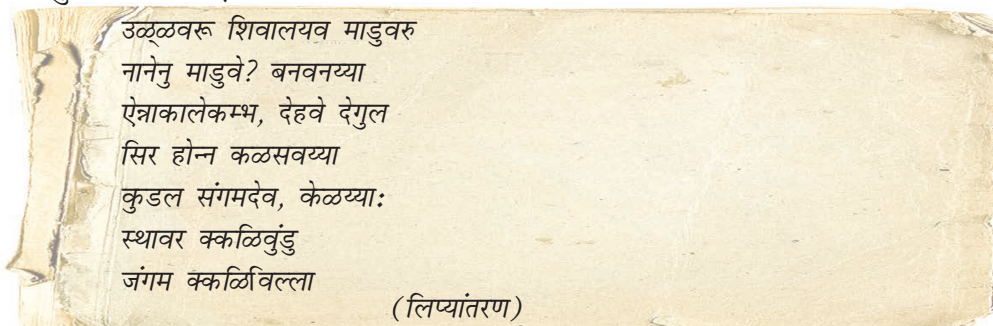 उळ्ळवरू शिवालयव माडुवरु
नानेनु माडुवे? बनवनय्या
ऐन्नाकालेकम्भ, देहवे देगुल
सिर होन्न कळसवय्या
कुडल संगमदेव, केळय्या:
स्थावर क्कळिवुंडु
जंगम क्कळिविल्ला
(लिप्यांतरण)